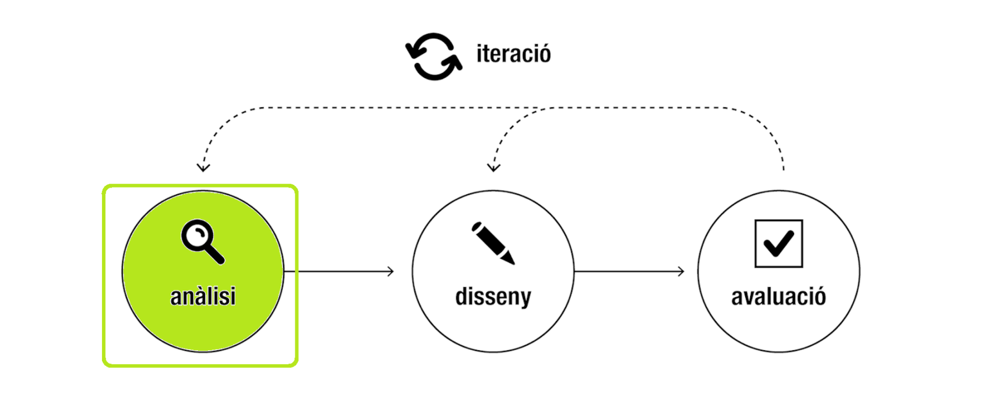 iteració
anàlisi
disseny
avaluació